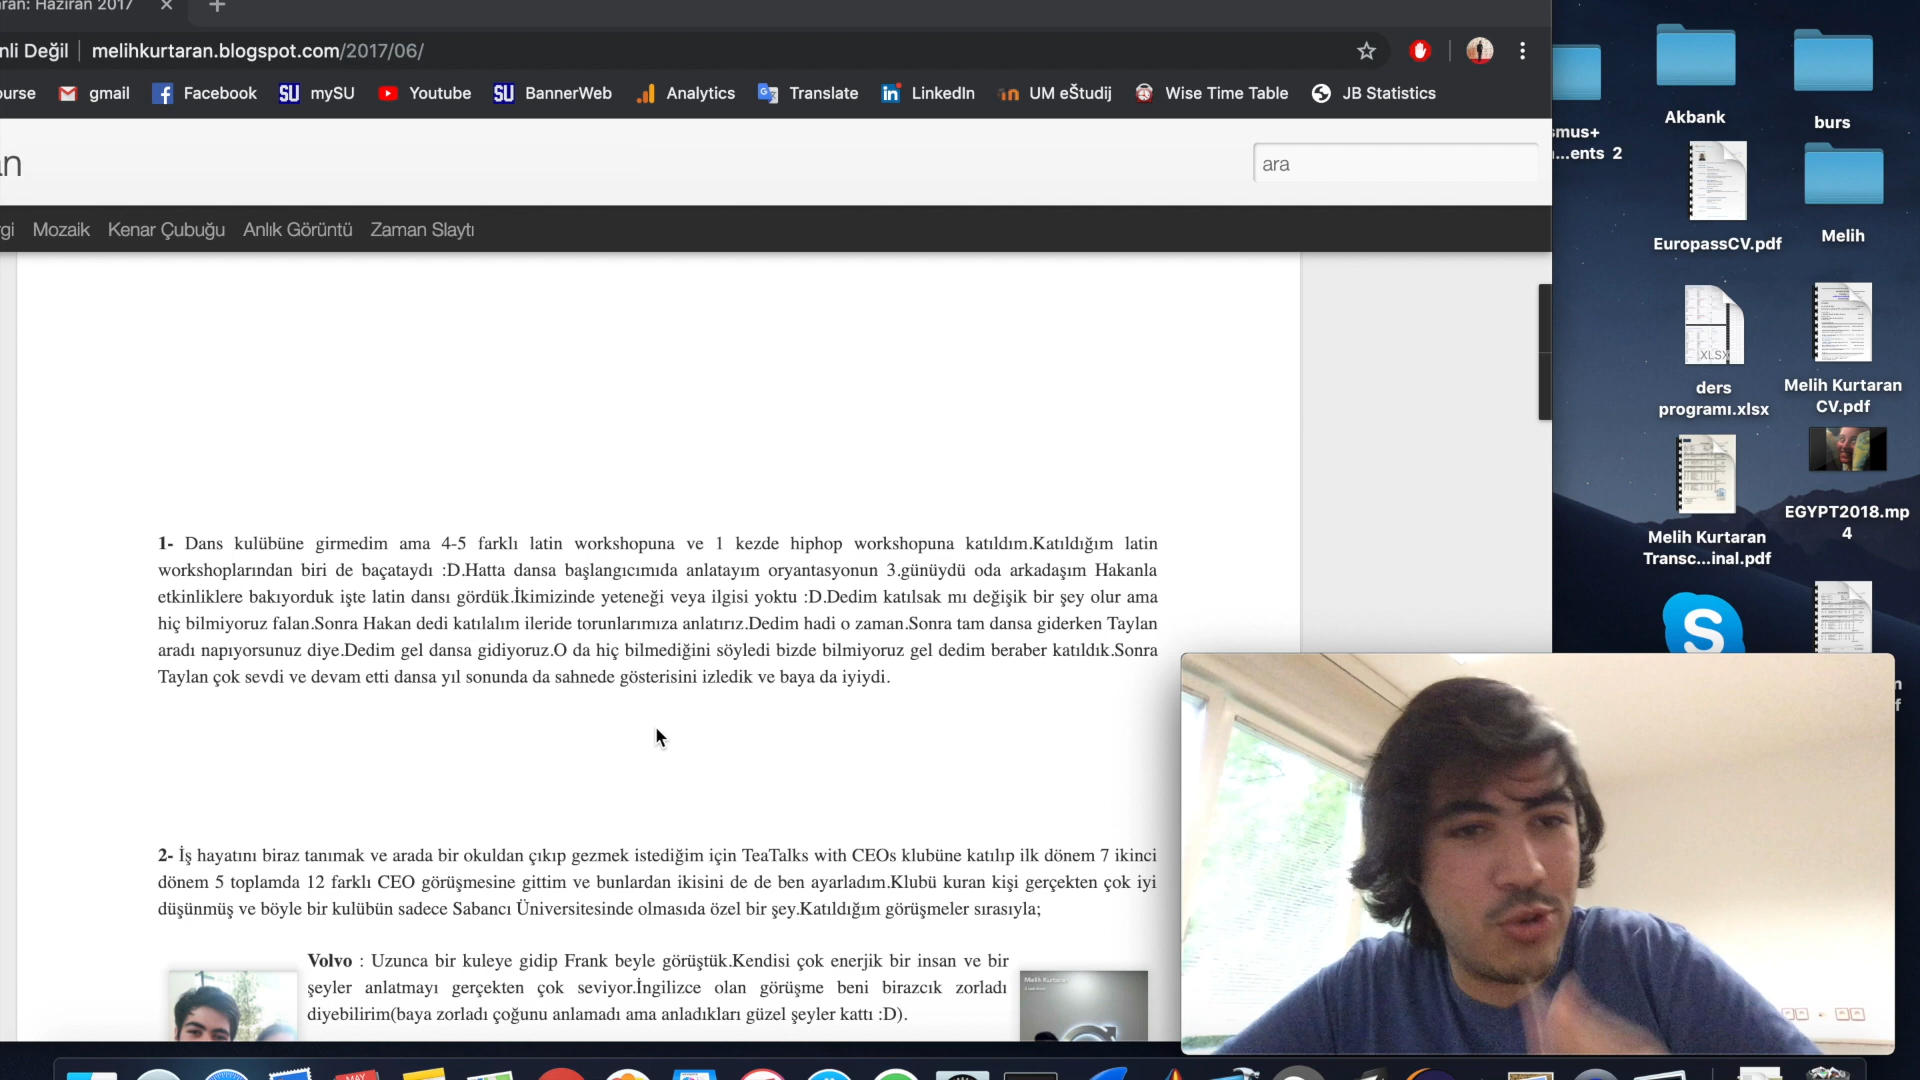 ran: Haziran 2017
nli Değil melihkurtaran.blogspot.com/2017/06/
ourse gmail Facebook SU mySU Youtube SU BannerWeb Analytics Translate LinkedIn UM eŠtudij Wise Time Table JB Statistics
an
ara
rgi Mozaik Kenar Çubuğu Anlık Görüntü Zaman Slaytı
1- Dans kulübüne girmedim ama 4-5 farklı latin workshopuna ve 1 kezde hiphop workshopuna katıldım.Katıldığım latin
workshoplarından biri de baçataydı :D.Hatta dansa başlangıcımıda anlatayım oryantasyonun 3.günüydü oda arkadaşım Hakanla
etkinliklere bakıyorduk işte latin dansı gördük.İkimizinde yeteneği veya ilgisi yoktu :D.Dedim katılsak mı değişik bir şey olur ama
hiç bilmiyoruz falan.Sonra Hakan dedi katılalım ileride torunlarımıza anlatırız.Dedim hadi o zaman.Sonra tam dansa giderken Taylan
aradı napıyorsunuz diye.Dedim gel dansa gidiyoruz.O da hiç bilmediğini söyledi bizde bilmiyoruz gel dedim beraber katıldık.Sonra
Taylan çok sevdi ve devam etti dansa yıl sonunda da sahnede gösterisini izledik ve baya da iyiydi.
2- İş hayatını biraz tanımak ve arada bir okuldan çıkıp gezmek istediğim için TeaTalks with CEOs klubüne katılıp ilk dönem 7 ikinci
dönem 5 toplamda 12 farklı CEO görüşmesine gittim ve bunlardan ikisini de de ben ayarladım.Klubü kuran kişi gerçekten çok iyi
düşünmüş ve böyle bir kulübün sadece Sabancı Üniversitesinde olmasıda özel bir şey.Katıldığım görüşmeler sırasıyla;
Volvo : Uzunca bir kuleye gidip Frank beyle görüştük.Kendisi çok enerjik bir insan ve bir
şeyler anlatmayı gerçekten çok seviyor.İngilizce olan görüşme beni birazcık zorladı
diyebilirim(baya zorladı çoğunu anlamadı ama anladıkları güzel şeyler kattı :D).
Melih Kurtaran
smus+
...ents 2
Akbank
burs
EuropassCV.pdf
Melih
XLSX
ders
programı.xlsx
Melih Kurtaran
CV.pdf
Melih Kurtaran
Transc...inal.pdf
EGYPT2018.mp
4
S
MAY